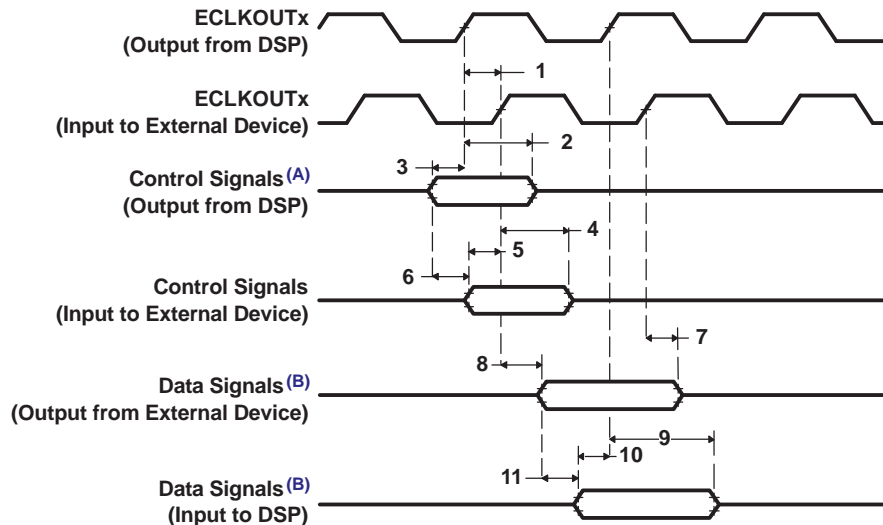 ECLKOUTx
(Output from DSP)
1
ECLKOUTx
(Input to External Device)
2
3
Control Signals (A)
(Output from DSP)
4
5
6
Control Signals
(Input to External Device)
7
8
Data Signals (B)
(Output from External Device)
9
10
11
Data Signals (B)
(Input to DSP)